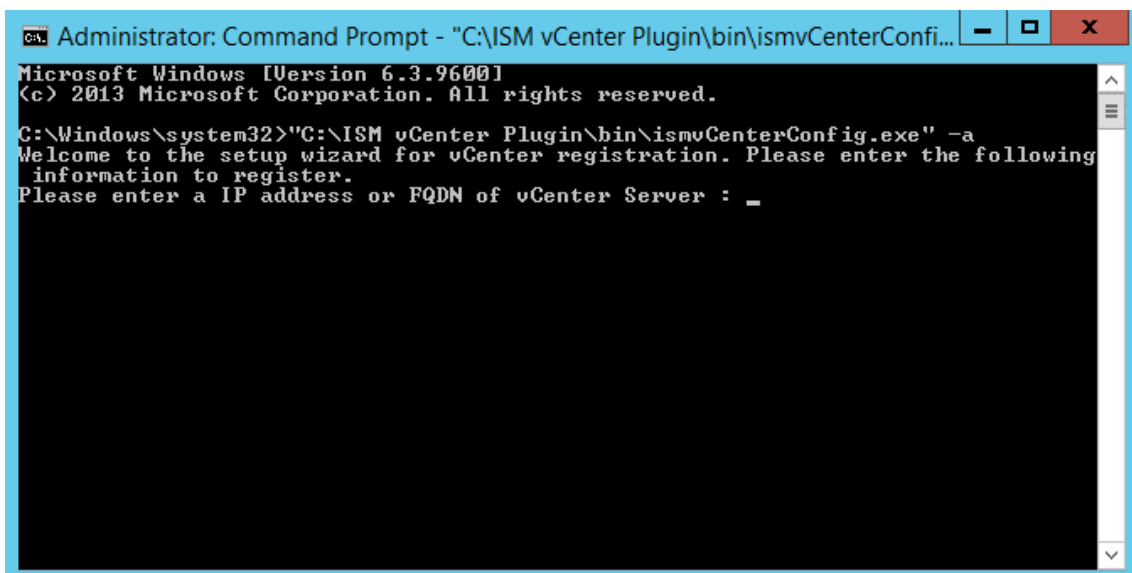 Administrator: Command Prompt - "C:\ISM vCenter Plugin\bin\ismvCenterConfi...
Microsoft Windows [Version 6.3.9600]
(c) 2013 Microsoft Corporation. All rights reserved.
C:\Windows\system32>"C:\ISM vCenter Plugin\bin\ismvCenterConfig.exe" -a
Welcome to the setup wizard for vCenter registration. Please enter the following
 information to register.
Please enter a IP address or FQDN of vCenter Server : _